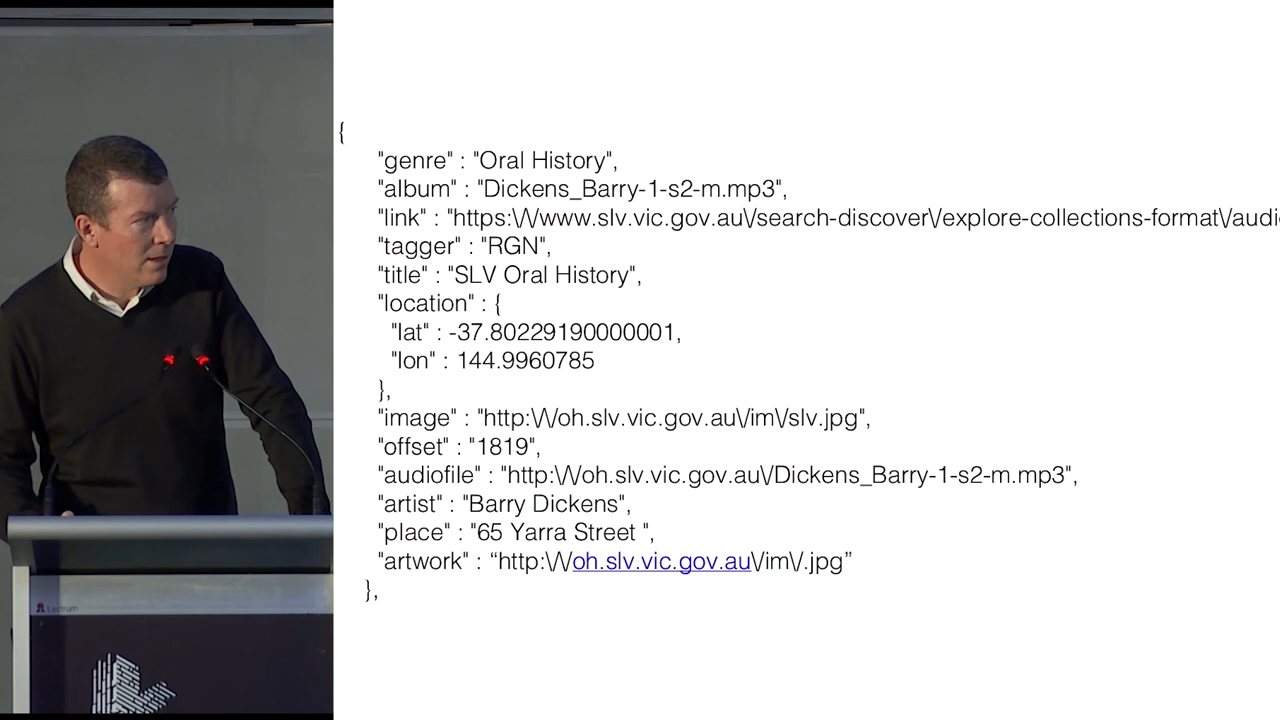 {
"genre" : "Oral History",
"album" : "Dickens_Barry-1-s2-m.mp3",
"link" : "https:\/\/www.slv.vic.gov.au\/search-discover\/explore-collections-format\/audi
"tagger" : "RGN",
"title" : "SLV Oral History",
"location" : {
"lat" : -37.80229190000001,
"lon" : 144.9960785
},
"image" : "http:\/\/oh.slv.vic.gov.au\/im\/slv.jpg",
"offset" : "1819",
"audiofile" : "http:\/\/oh.slv.vic.gov.au\/Dickens_Barry-1-s2-m.mp3",
"artist" : "Barry Dickens",
"place" : "65 Yarra Street ",
"artwork" : “http:\/\/oh.slv.vic.gov.au\/im\/.jpg”
},
Lectrum